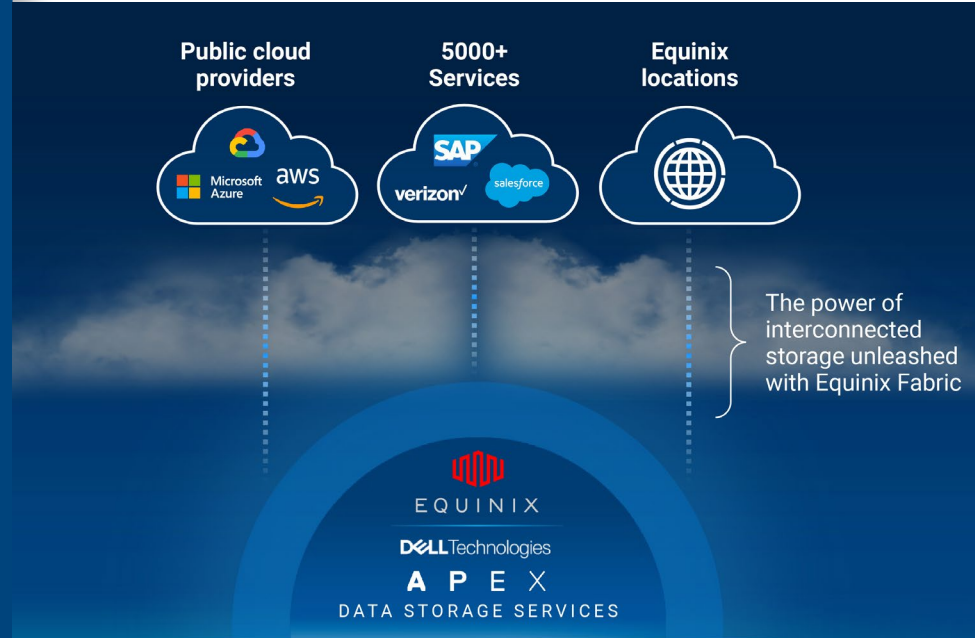 Public cloud
providers
5000+
Services
Equinix
locations
Microsoft
Azure
aws
SAP
verizon✓
salesforce
The power of
interconnected
storage unleashed
with Equinix Fabric
EQUINIX
DELLTechnologies
APEX
DATA STORAGE SERVICES